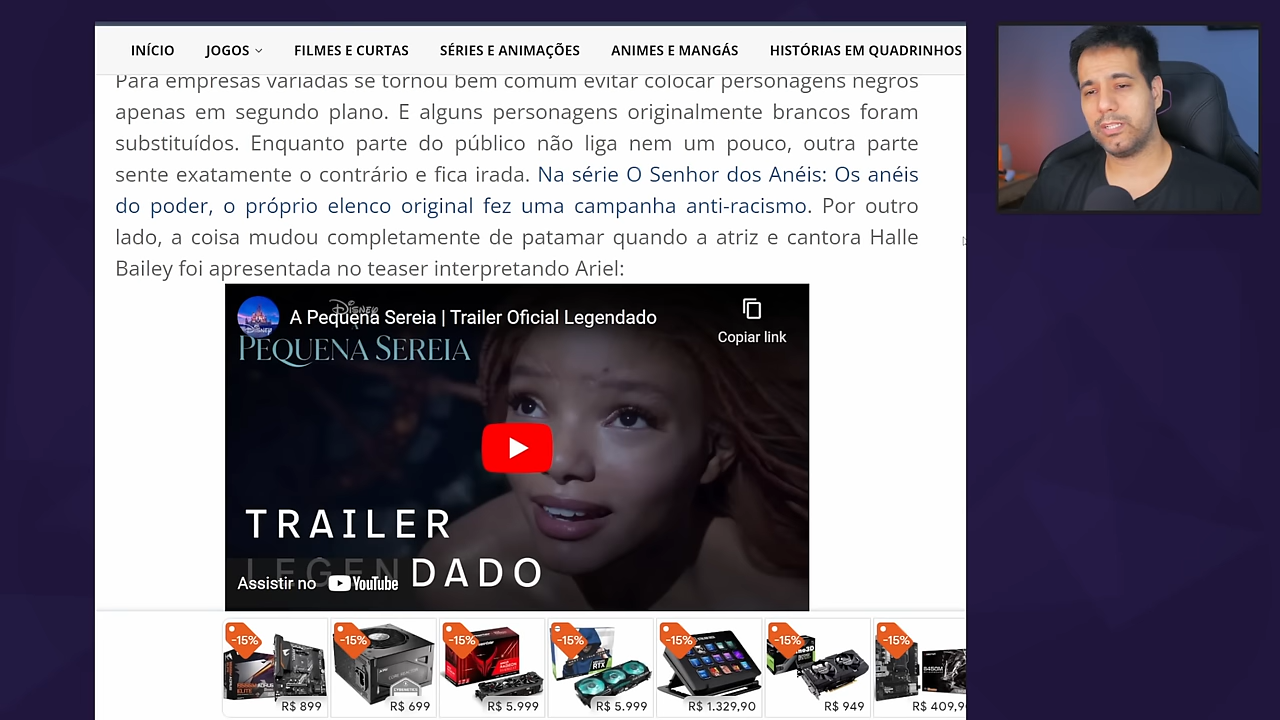 INÍCIO JOGOS FILMES E CURTAS SÉRIES E ANIMAÇÕES ANIMES E MANGÁS HISTÓRIAS EM QUADRINHOS
Para empresas variadas se tornou bem comum evitar colocar personagens negros
apenas em segundo plano. E alguns personagens originalmente brancos foram
substituídos. Enquanto parte do público não liga nem um pouco, outra parte
sente exatamente o contrário e fica irada. Na série O Senhor dos Anéis: Os anéis
do poder, o próprio elenco original fez uma campanha anti-racismo. Por outro
lado, a coisa mudou completamente de patamar quando a atriz e cantora Halle
Bailey foi apresentada no teaser interpretando Ariel:
Disney
A Pequena Sereia | Trailer Oficial Legendado
Copiar link
PEQUENA SEREIA
TRAILER
LEGENDADO
Assistir no YouTube
-15% -15% -15% -15% -15% -15% -15%
R$ 899 R$ 699 R$ 5.999 R$ 5.999 R$ 1.329,90 R$ 949 R$ 409,9